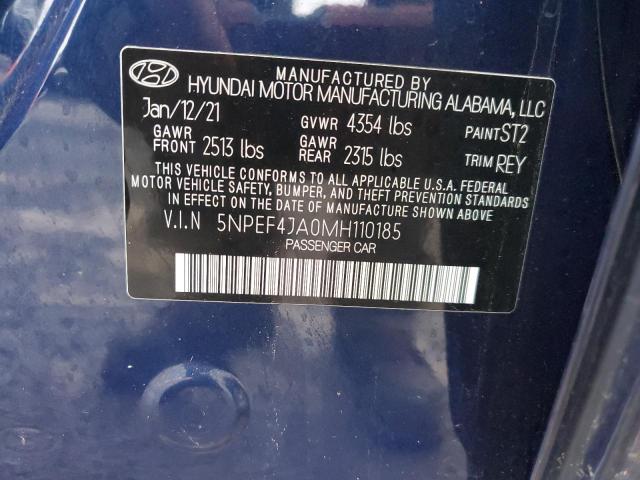 MANUFACTURED BY
HYUNDAI MOTOR MANUFACTURING ALABAMA, LLC
Jan/12/21 GVWR 4354 lbs PAINT ST2
GAWR FRONT 2513 lbs GAWR REAR 2315 lbs TRIM REY
THIS VEHICLE CONFORMS TO ALL APPLICABLE U.S.A. FEDERAL
MOTOR VEHICLE SAFETY, BUMPER, AND THEFT PREVENTION
STANDARDS IN EFFECT ON THE DATE OF MANUFACTURE SHOWN ABOVE.
V.I.N 5NPEF4JA0MH110185
PASSENGER CAR